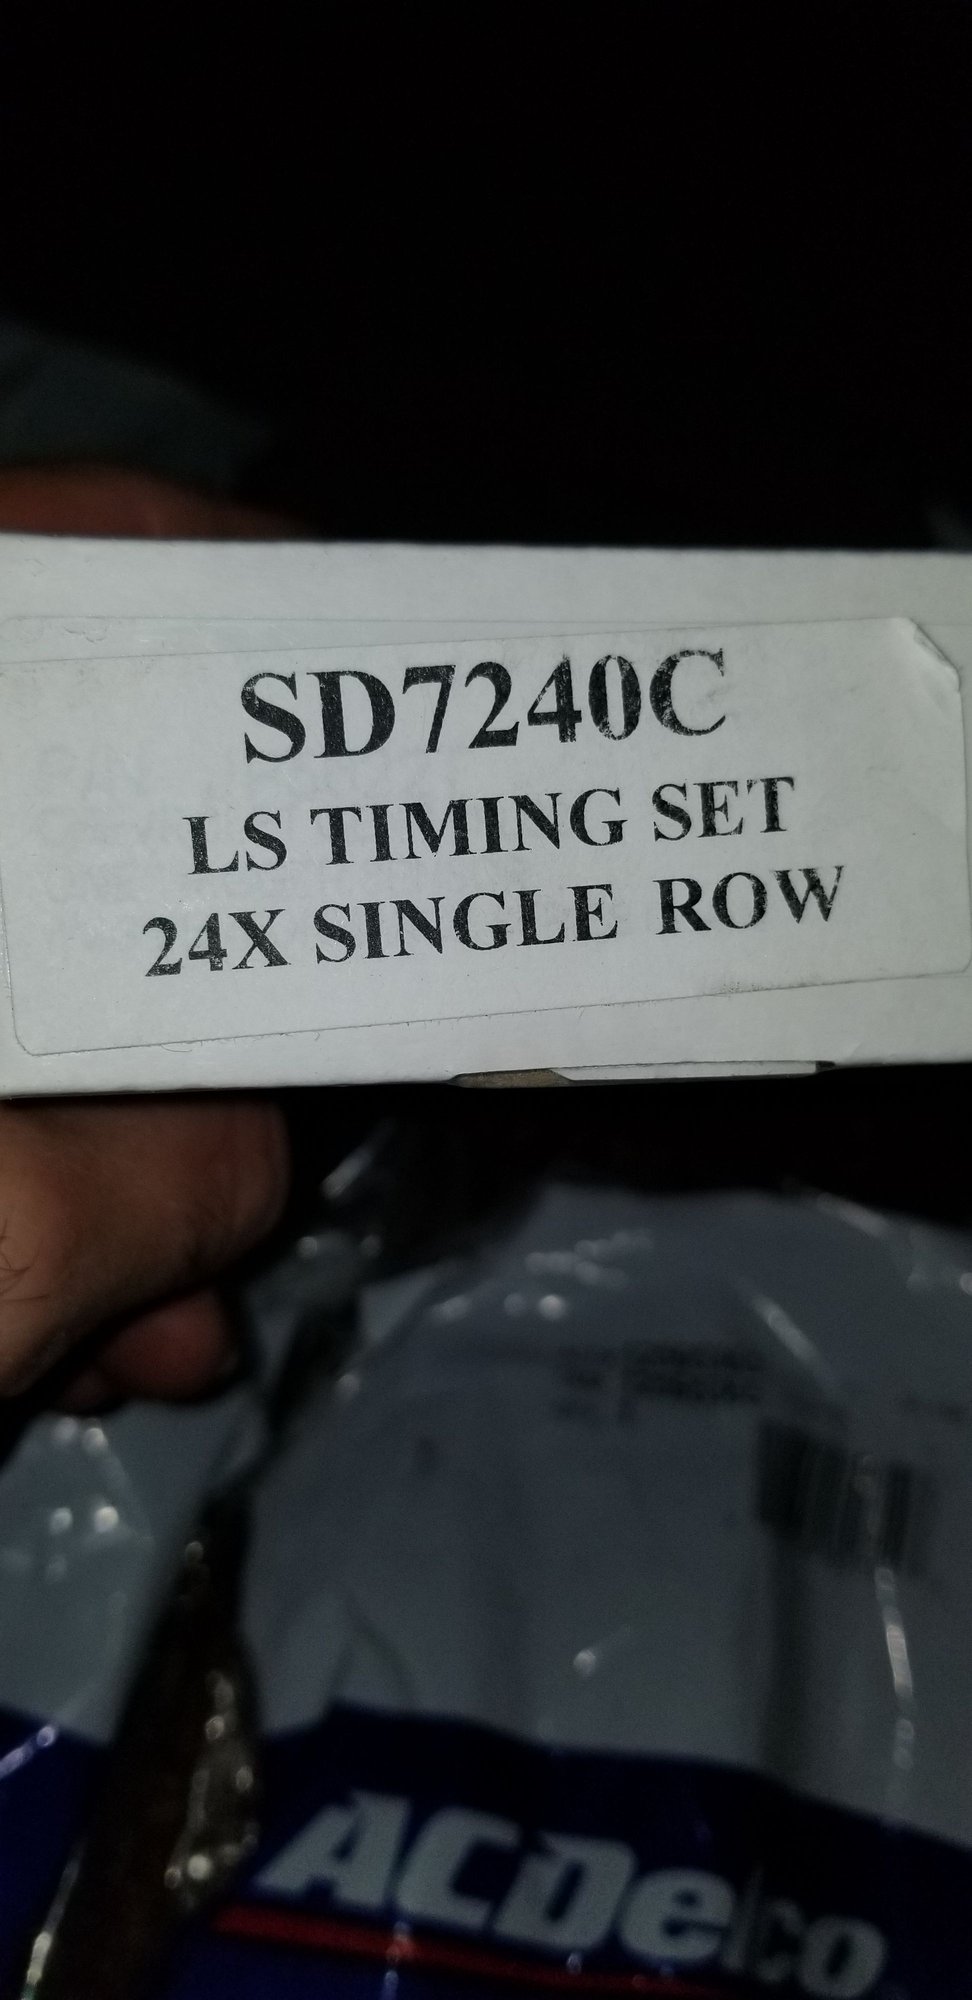 SD7240C
LS TIMING SET
24X SINGLE ROW
ACDelco